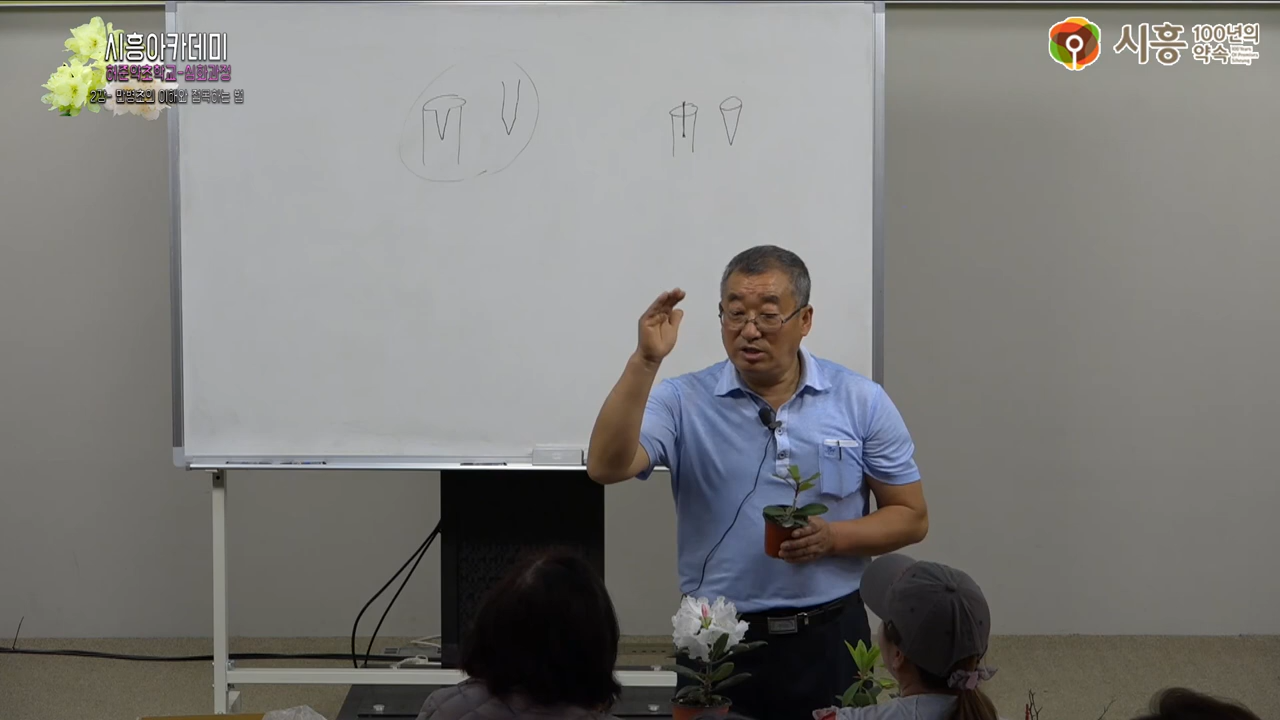 시흥아카데미
허준약초학교-심화과정
2강- 만병초의 이해와 접목하는 법
시흥
100년의
약속